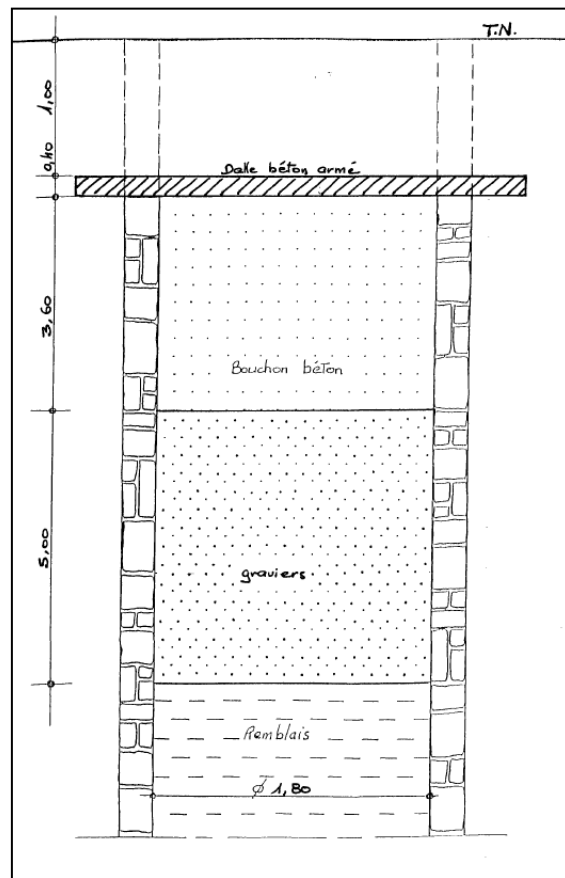 T.N.
1,00
0,40
Dalle béton armé
3,60
Bouchon béton
5,00
graviers
Remblais
φ 1,80